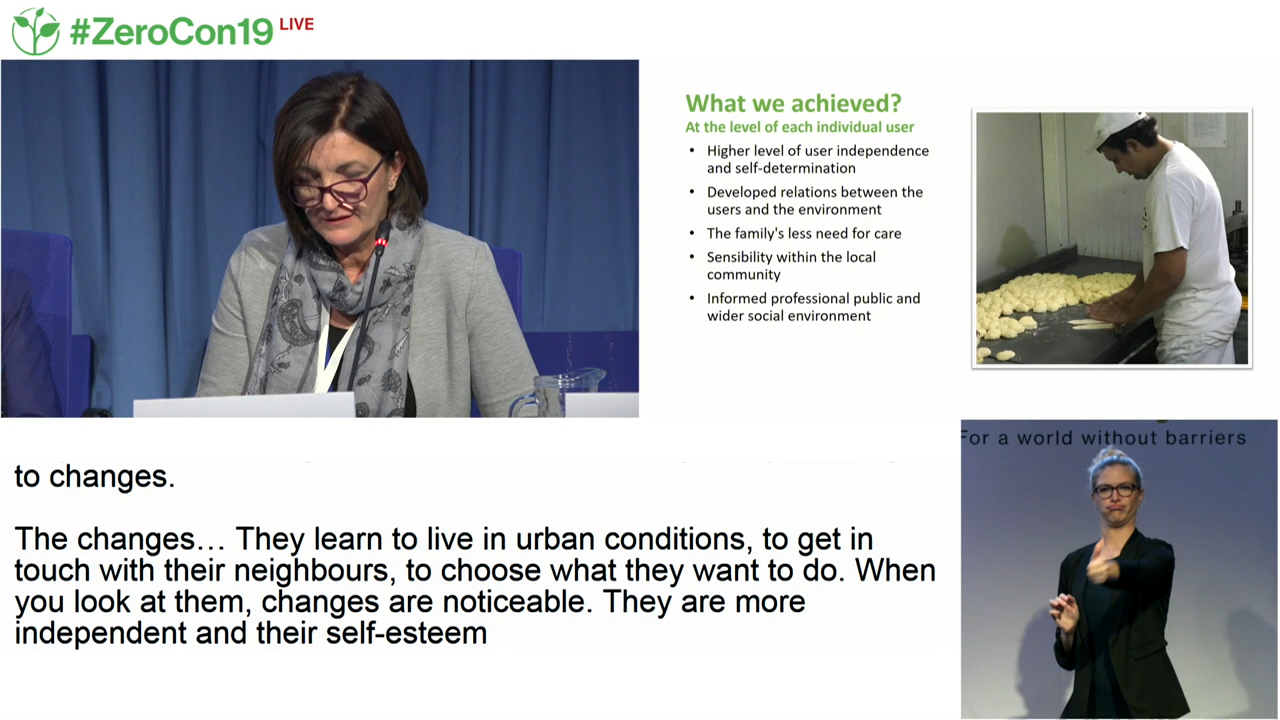 #ZeroCon19 LIVE
What we achieved?
At the level of each individual user
• Higher level of user independence
and self-determination
• Developed relations between the
users and the environment
• The family's less need for care
• Sensibility within the local
community
• Informed professional public and
wider social environment
For a world without barriers
to changes.
The changes... They learn to live in urban conditions, to get in
touch with their neighbours, to choose what they want to do. When
you look at them, changes are noticeable. They are more
independent and their self-esteem